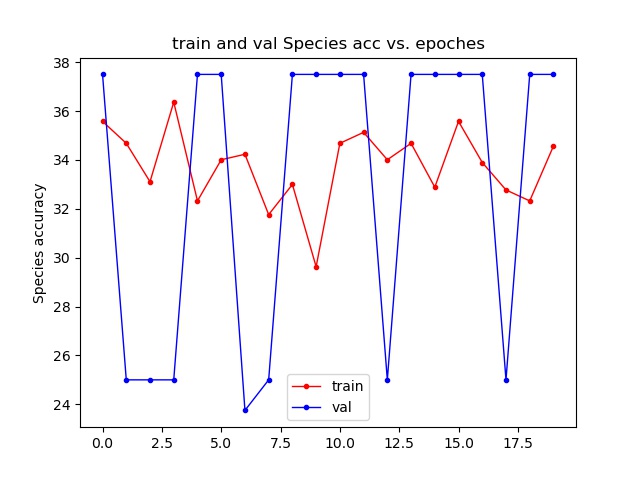 train and val Species acc vs. epoches
Species accuracy
38
36
34
32
30
28
26
24
train
val
0.0 2.5 5.0 7.5 10.0 12.5 15.0 17.5